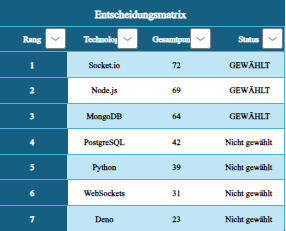 Entscheidungsmatrix
Rang Technolog Gesamtpun Status
1 Socket.io 72 GEWÄHLT
2 Node.js 69 GEWÄHLT
3 MongoDB 64 GEWÄHLT
4 PostgreSQL 42 Nicht gewählt
5 Python 39 Nicht gewählt
6 WebSockets 31 Nicht gewählt
7 Deno 23 Nicht gewählt